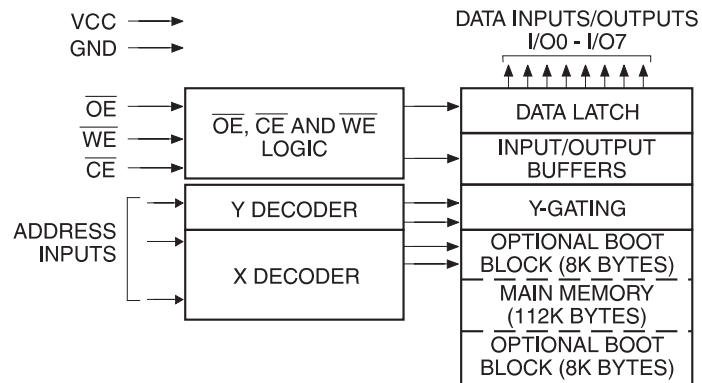 VCC
GND
OE
WE
CE
ADDRESS
INPUTS
OE, CE AND WE
LOGIC
Y DECODER
X DECODER
DATA INPUTS/OUTPUTS
I/O0 - I/O7
DATA LATCH
INPUT/OUTPUT
BUFFERS
Y-GATING
OPTIONAL BOOT
BLOCK (8K BYTES)
MAIN MEMORY
(112K BYTES)
OPTIONAL BOOT
BLOCK (8K BYTES)